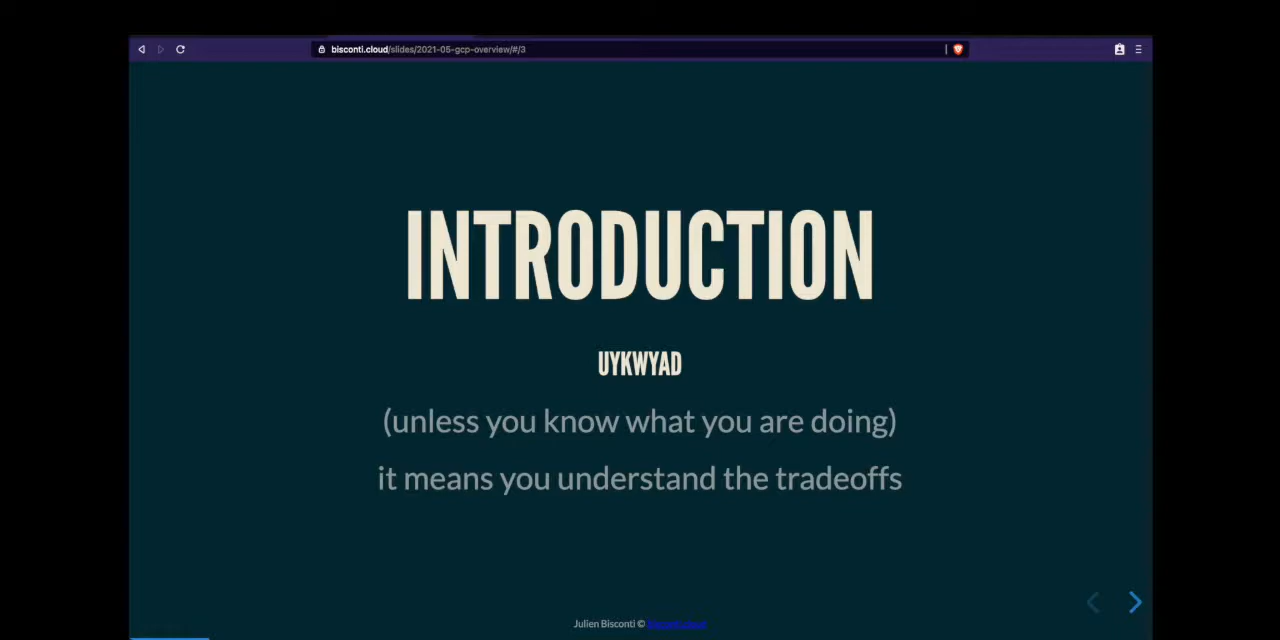 bisconti.cloud/slides/2021-05-gcp-overview/#/3
INTRODUCTION
UYKWYAD
(unless you know what you are doing)
it means you understand the tradeoffs
Julien Bisconti ©